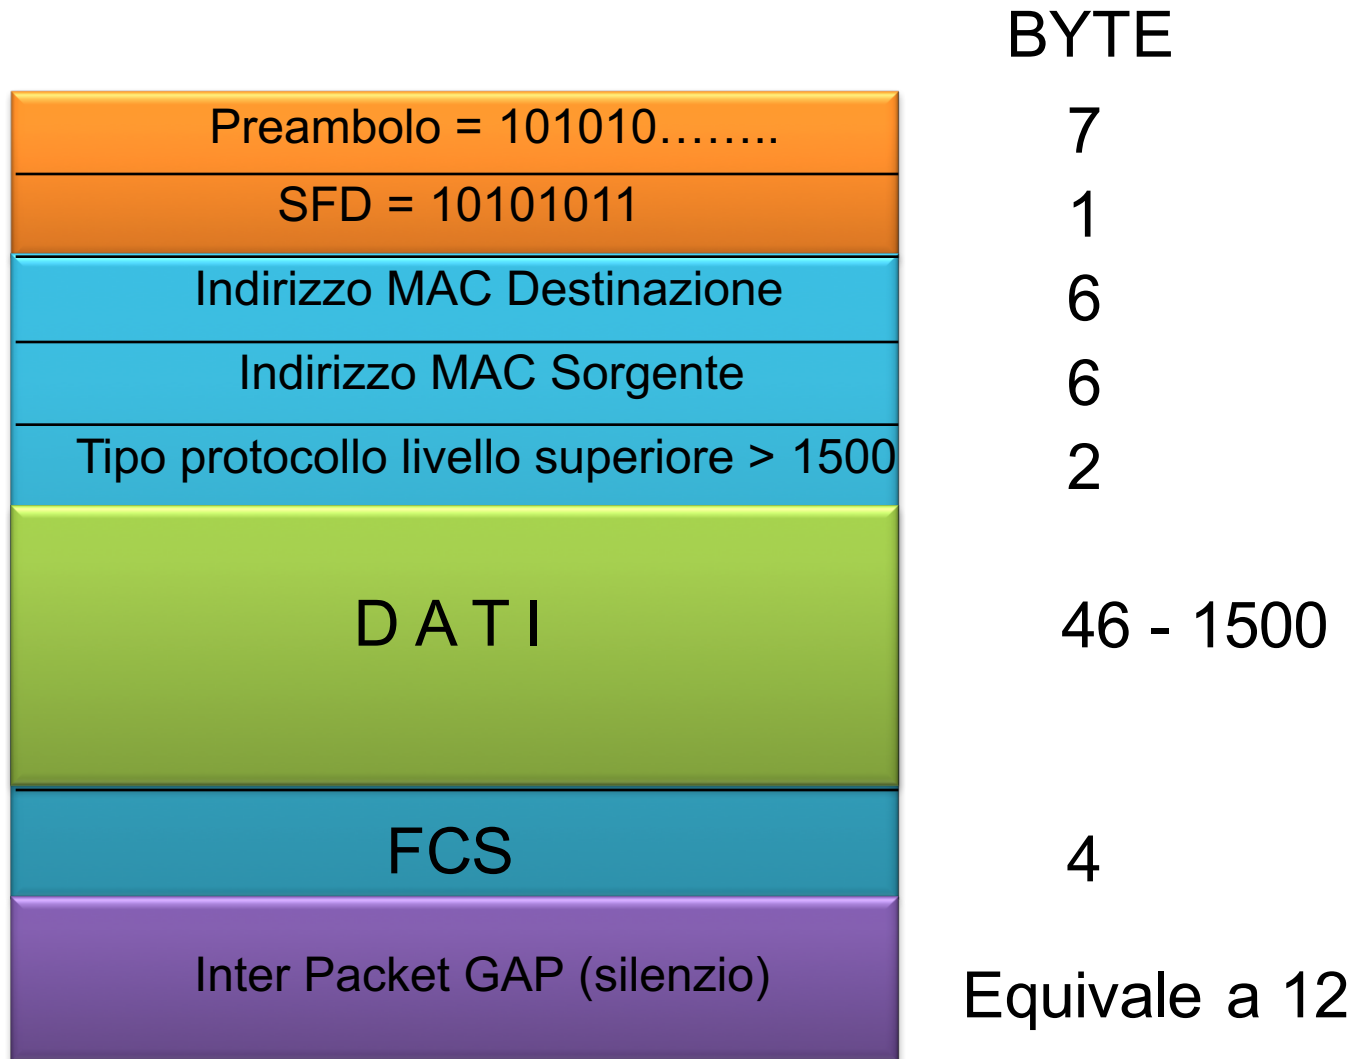 BYTE
Preambolo = 101010........ 7
SFD = 10101011 1
Indirizzo MAC Destinazione 6
Indirizzo MAC Sorgente 6
Tipo protocollo livello superiore > 1500 2
D A T I 46 - 1500
FCS 4
Inter Packet GAP (silenzio) Equivale a 12